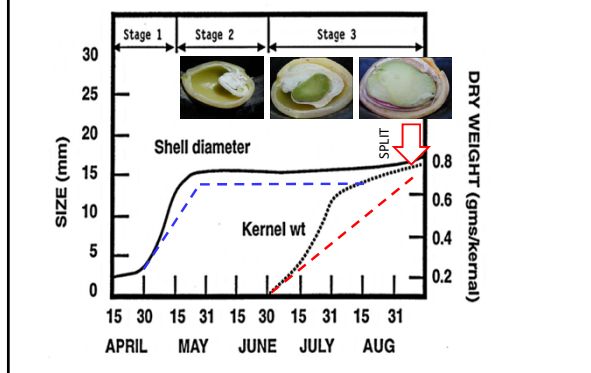 Stage 1 Stage 2 Stage 3
30
25
20
15
10
5
0
SIZE (mm)
Shell diameter
Kernel wt
SPLIT
0.8
0.6
0.4
0.2
DRY WEIGHT (gms/kernal)
15 30 15 31 15 30 15 31 15 31
APRIL MAY JUNE JULY AUG